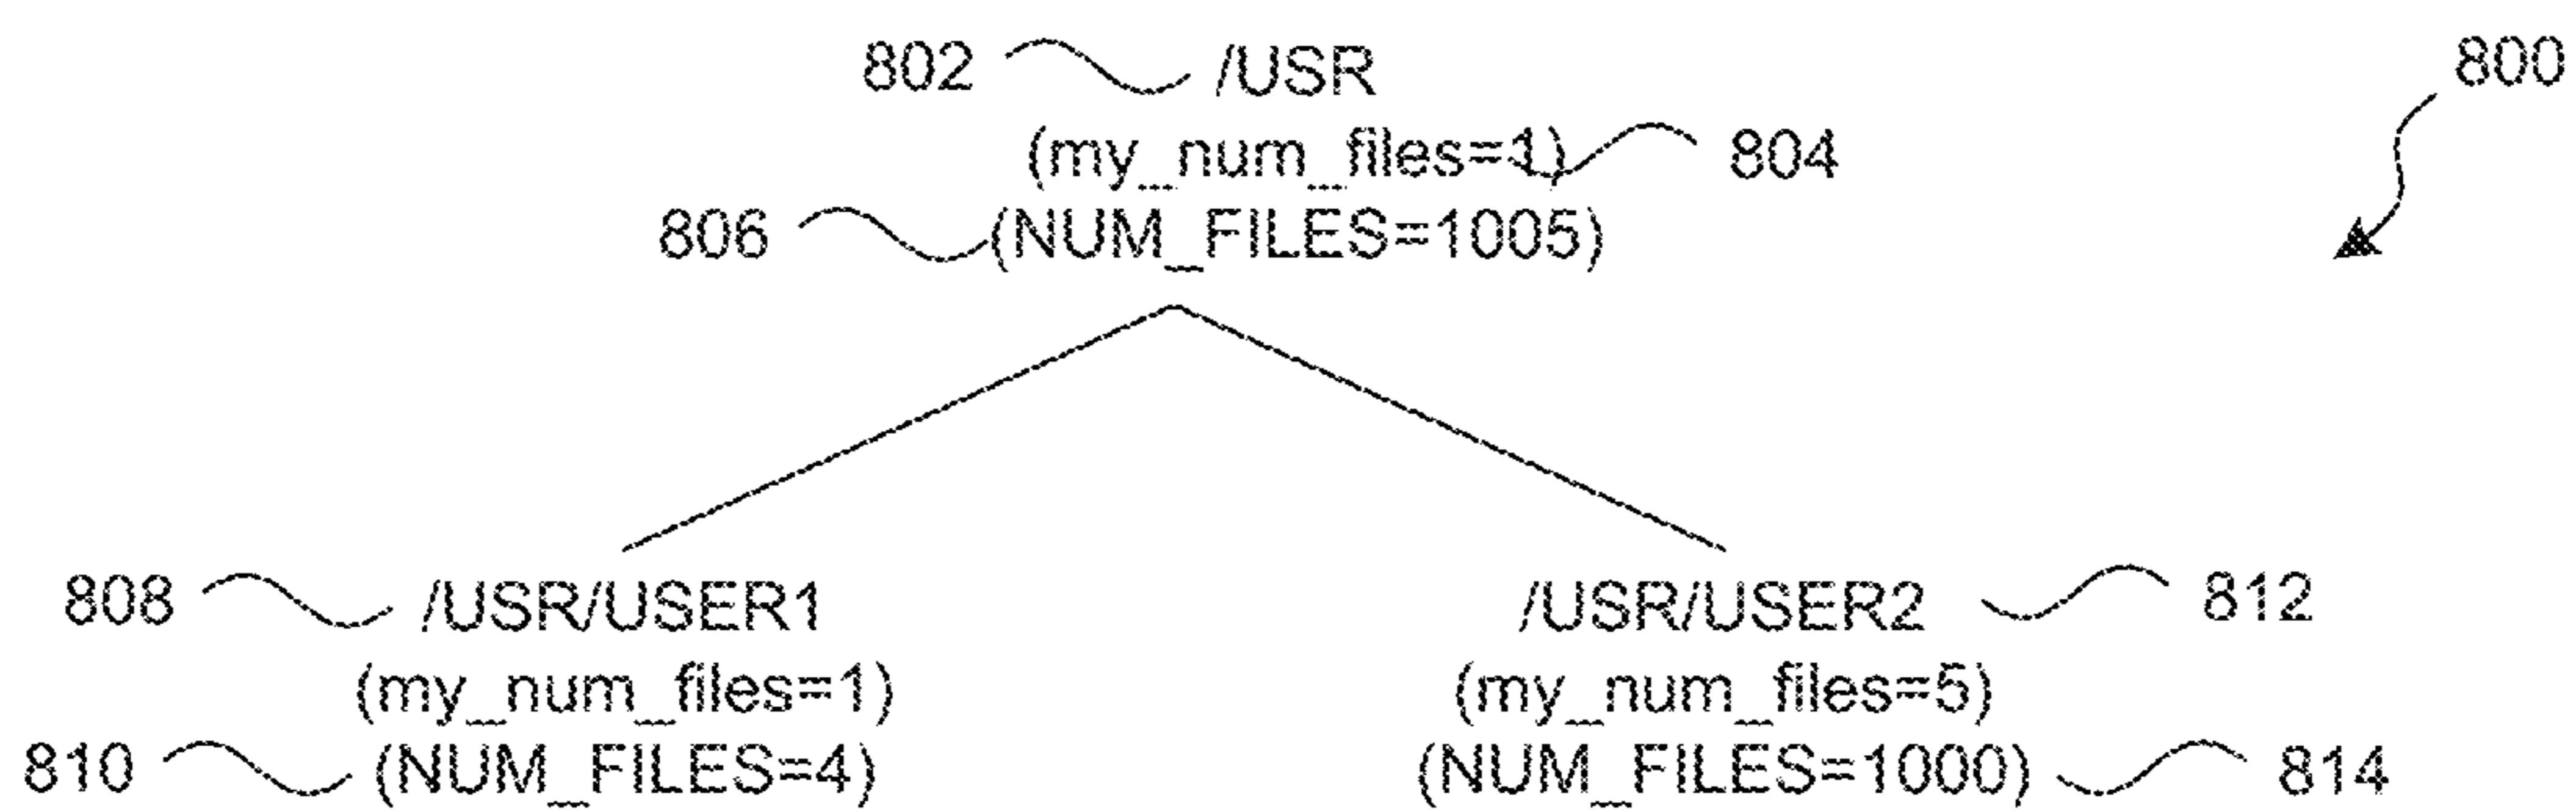 802 /USR 800
(my_num_files=1) 804
806 (NUM_FILES=1005)
808 /USR/USER1 /USR/USER2 812
(my_num_files=1) (my_num_files=5)
810 (NUM_FILES=4) (NUM_FILES=1000) 814